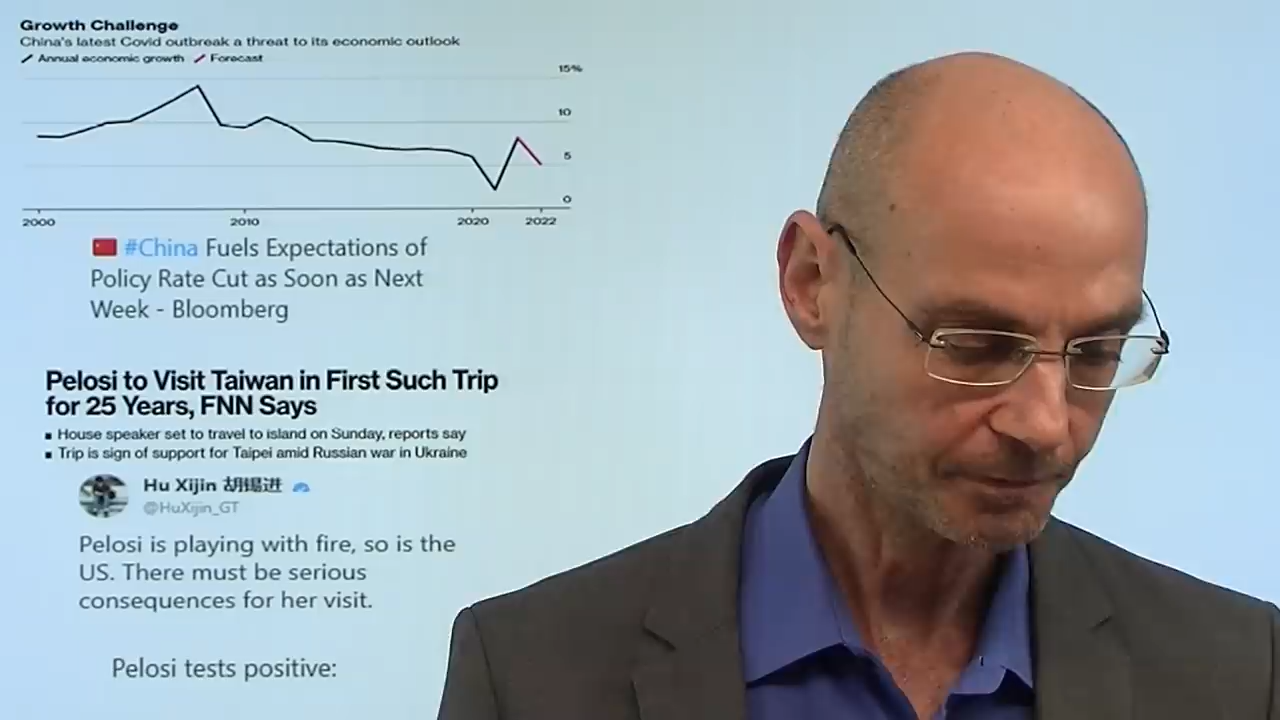 Growth Challenge
China's latest Covid outbreak a threat to its economic outlook
Annual economic growth Forecast
15%
10
5
0
2000 2010 2020 2022
#China Fuels Expectations of
Policy Rate Cut as Soon as Next
Week - Bloomberg
Pelosi to Visit Taiwan in First Such Trip
for 25 Years, FNN Says
▪ House speaker set to travel to island on Sunday, reports say
▪ Trip is sign of support for Taipei amid Russian war in Ukraine
Hu Xijin 胡锡进
@HuXijin_GT
Pelosi is playing with fire, so is the
US. There must be serious
consequences for her visit.
Pelosi tests positive: